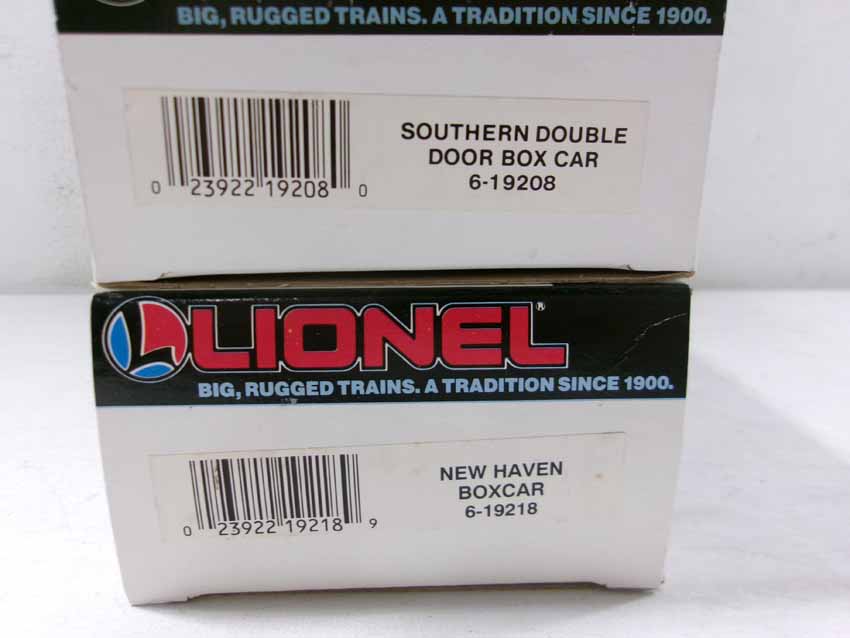 BIG, RUGGED TRAINS. A TRADITION SINCE 1900.
SOUTHERN DOUBLE
DOOR BOX CAR
6-19208
0 23922 19208 0
LIONEL®
BIG, RUGGED TRAINS. A TRADITION SINCE 1900.
NEW HAVEN
BOXCAR
6-19218
0 23922 19218 9